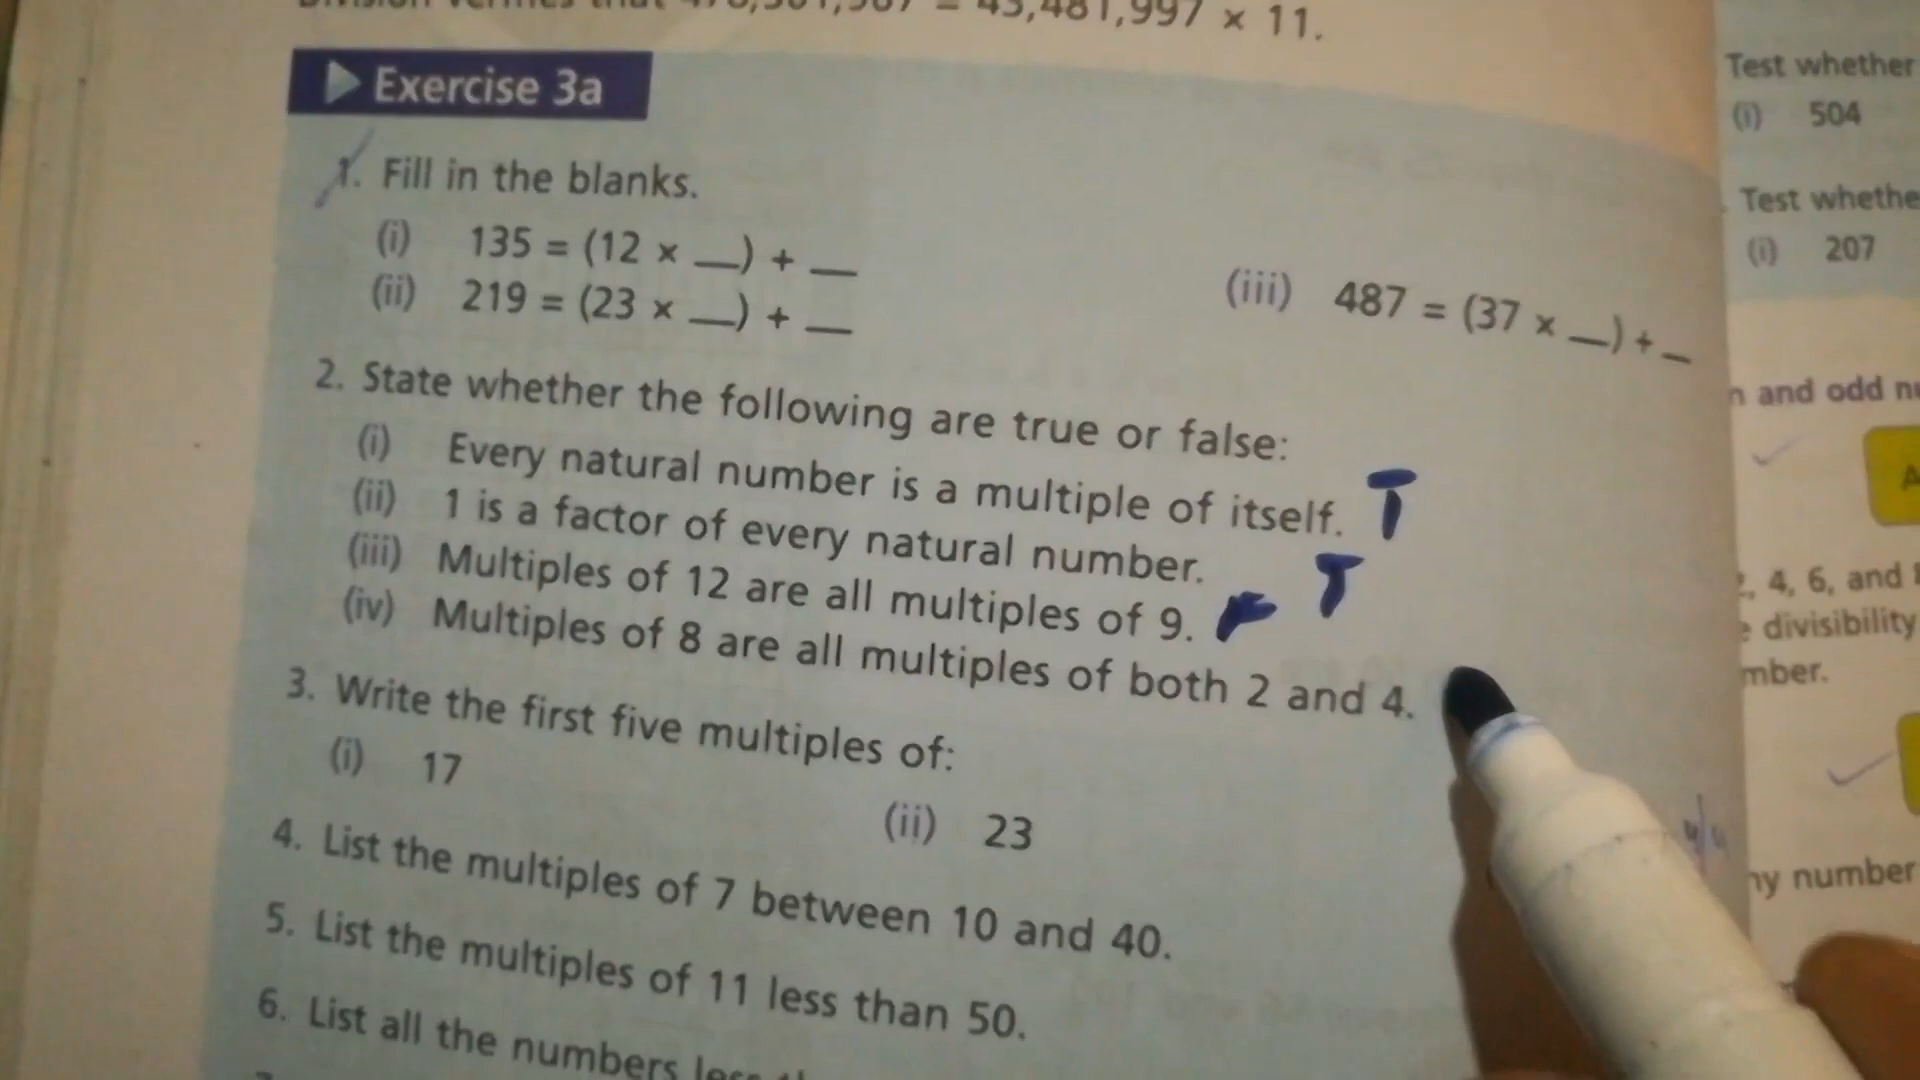 43,481,997 × 11.
Exercise 3a
1. Fill in the blanks.
(i) 135 = (12 × __) + __
(ii) 219 = (23 × __) + __
(iii) 487 = (37 × __) + __
2. State whether the following are true or false:
(i) Every natural number is a multiple of itself. T
(ii) 1 is a factor of every natural number. T
(iii) Multiples of 12 are all multiples of 9. F
(iv) Multiples of 8 are all multiples of both 2 and 4.
3. Write the first five multiples of:
(i) 17
(ii) 23
4. List the multiples of 7 between 10 and 40.
5. List the multiples of 11 less than 50.
6. List all the numbers less
Test whether
(i) 504
Test whethe
(i) 207
n and odd
A
4, 6, and
divisibility
mber.
ny number